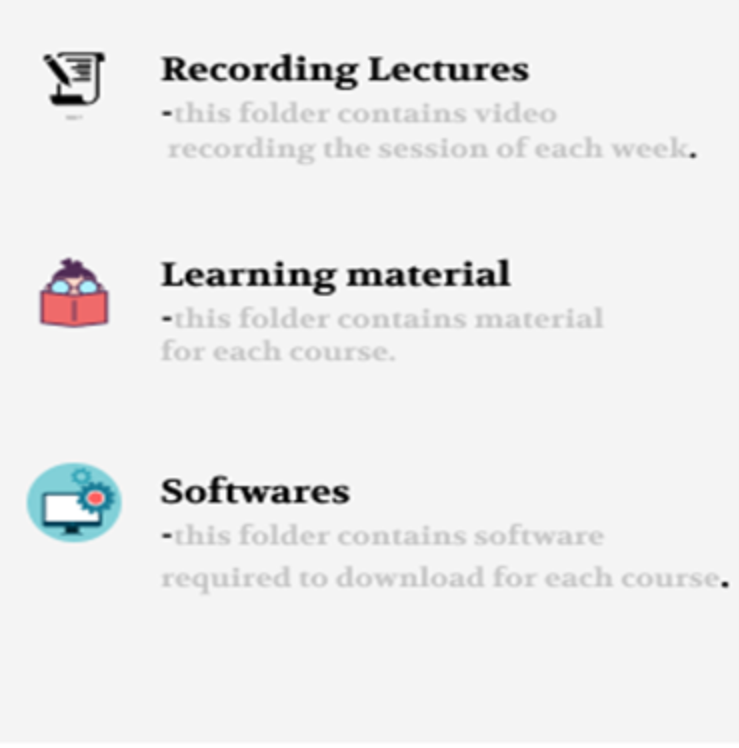 Recording Lectures
-this folder contains video
recording the session of each week.
Learning material
-this folder contains material
for each course.
Softwares
-this folder contains software
required to download for each course.